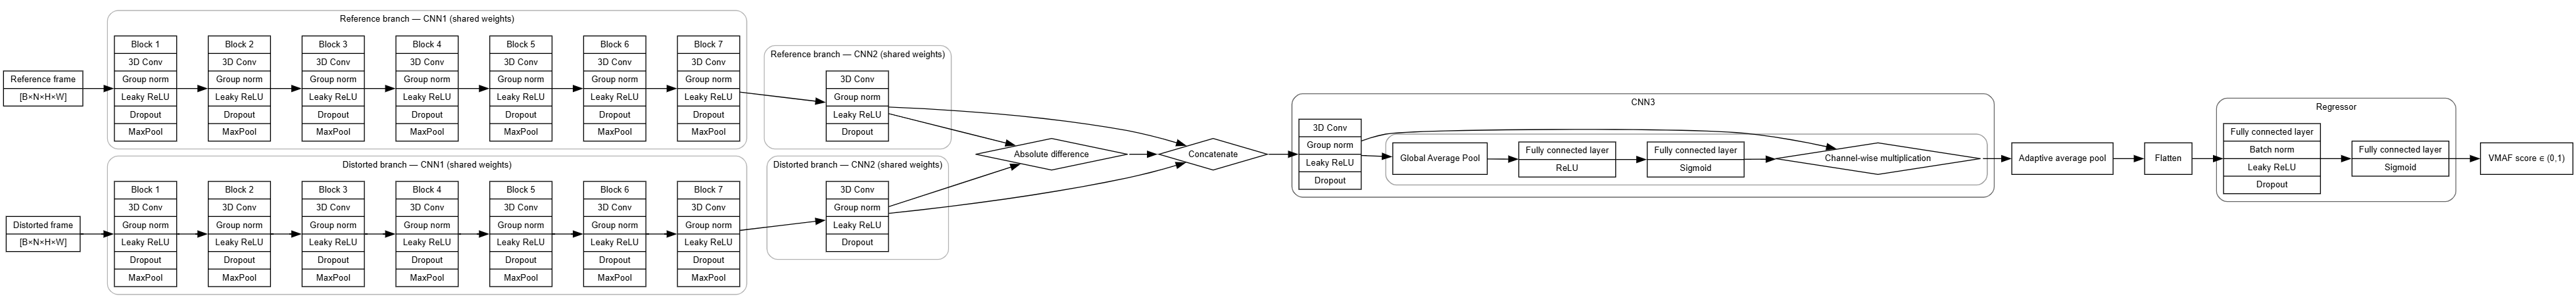 Reference frame
[B×N×H×W]
Reference branch — CNN1 (shared weights)
Block 1
3D Conv
Group norm
Leaky ReLU
Dropout
MaxPool
Block 2
3D Conv
Group norm
Leaky ReLU
Dropout
MaxPool
Block 3
3D Conv
Group norm
Leaky ReLU
Dropout
MaxPool
Block 4
3D Conv
Group norm
Leaky ReLU
Dropout
MaxPool
Block 5
3D Conv
Group norm
Leaky ReLU
Dropout
MaxPool
Block 6
3D Conv
Group norm
Leaky ReLU
Dropout
MaxPool
Block 7
3D Conv
Group norm
Leaky ReLU
Dropout
MaxPool
Reference branch — CNN2 (shared weights)
3D Conv
Group norm
Leaky ReLU
Dropout
Distorted frame
[B×N×H×W]
Distorted branch — CNN1 (shared weights)
Block 1
3D Conv
Group norm
Leaky ReLU
Dropout
MaxPool
Block 2
3D Conv
Group norm
Leaky ReLU
Dropout
MaxPool
Block 3
3D Conv
Group norm
Leaky ReLU
Dropout
MaxPool
Block 4
3D Conv
Group norm
Leaky ReLU
Dropout
MaxPool
Block 5
3D Conv
Group norm
Leaky ReLU
Dropout
MaxPool
Block 6
3D Conv
Group norm
Leaky ReLU
Dropout
MaxPool
Block 7
3D Conv
Group norm
Leaky ReLU
Dropout
MaxPool
Distorted branch — CNN2 (shared weights)
3D Conv
Group norm
Leaky ReLU
Dropout
Absolute difference
Concatenate
CNN3
3D Conv
Group norm
Leaky ReLU
Dropout
Global Average Pool
Fully connected layer
ReLU
Fully connected layer
Sigmoid
Channel-wise multiplication
Adaptive average pool
Flatten
Regressor
Fully connected layer
Batch norm
Leaky ReLU
Dropout
Fully connected layer
Sigmoid
VMAF score ∈ (0,1)